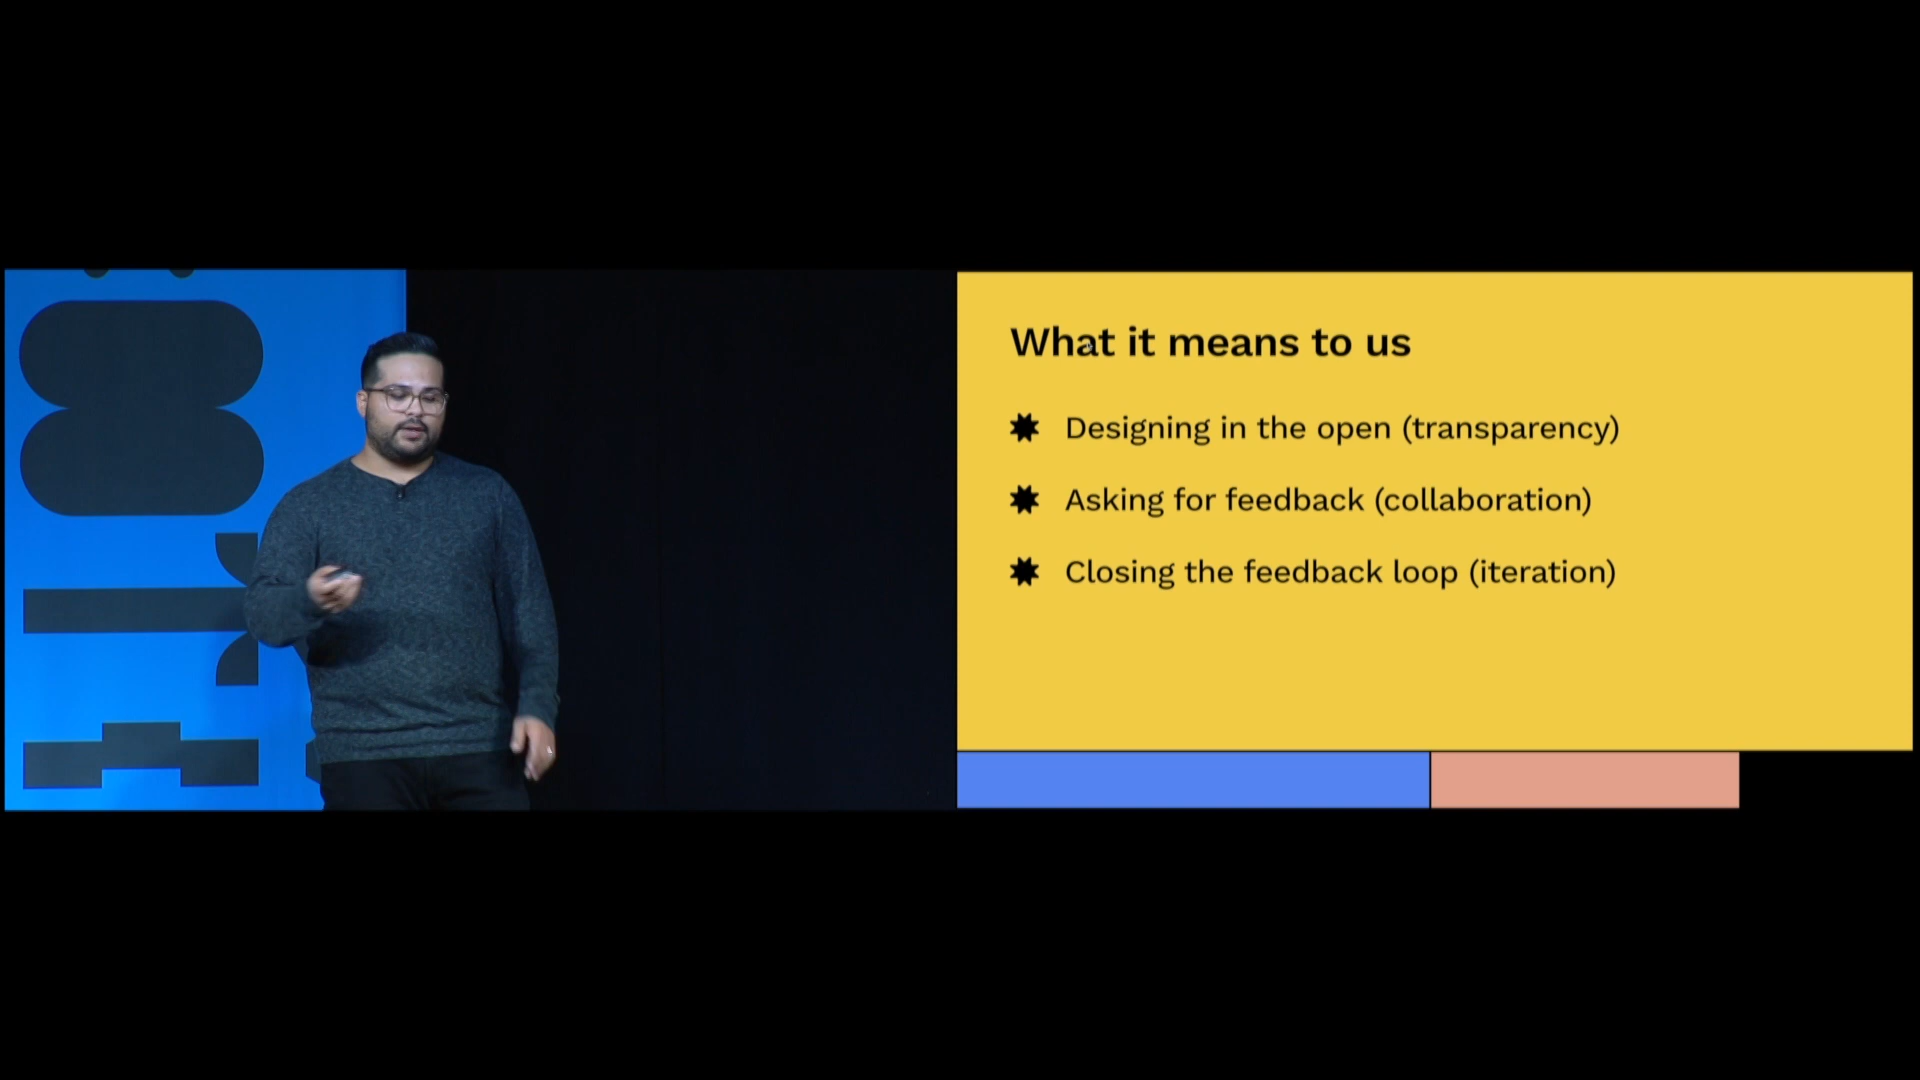 What it means to us
Designing in the open (transparency)
Asking for feedback (collaboration)
Closing the feedback loop (iteration)